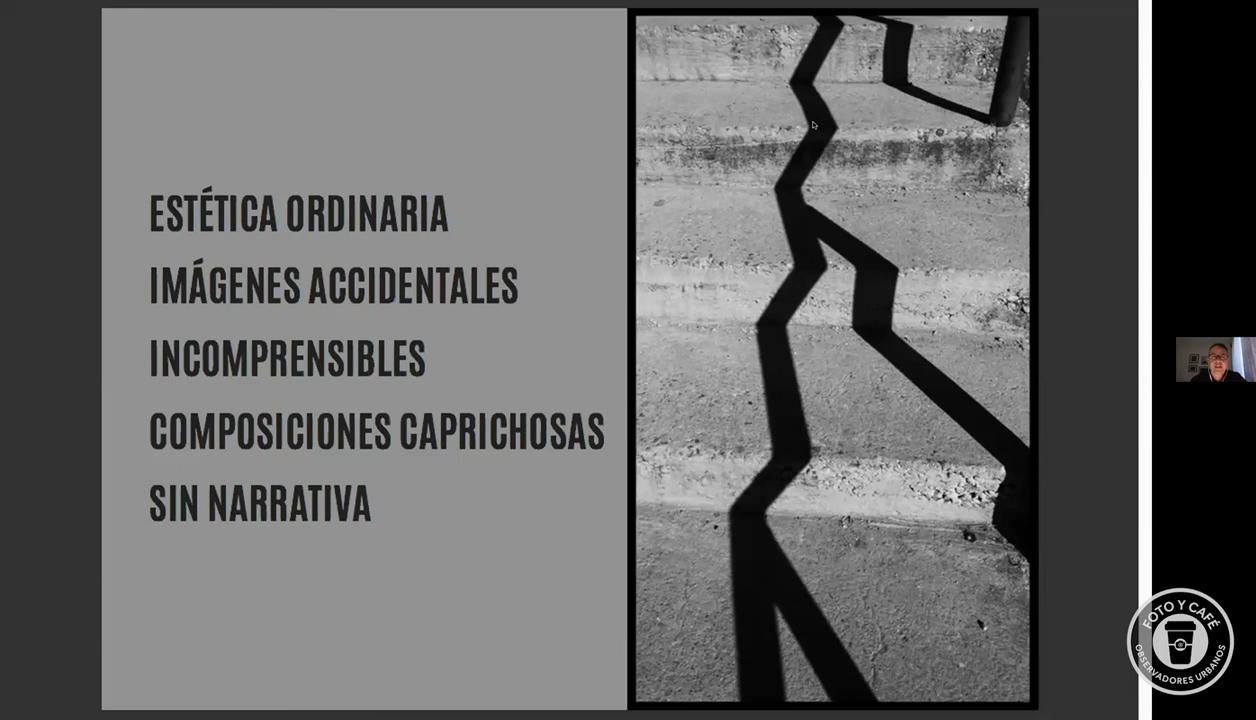 ESTÉTICA ORDINARIA
IMÁGENES ACCIDENTALES
INCOMPRENSIBLES
COMPOSICIONES CAPRICHOSAS
SIN NARRATIVA
FOTO Y CAFÉ
OBSERVADORES URBANOS